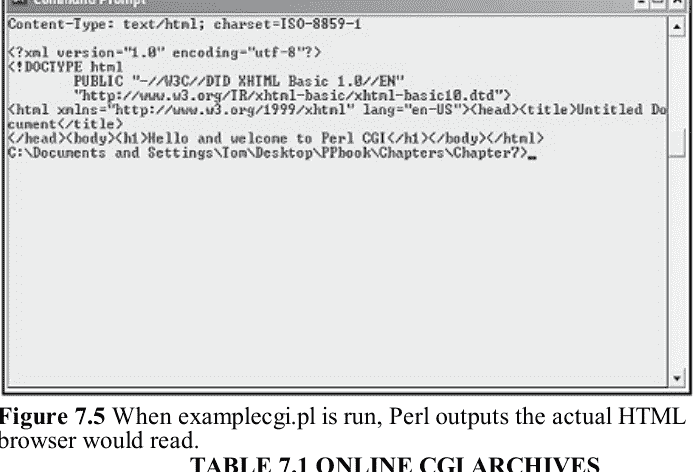 Command Prompt
Content-Type: text/html; charset=ISO-8859-1
<?xml version="1.0" encoding="utf-8"?>
<!DOCTYPE html
PUBLIC "-//W3C//DTD XHTML Basic 1.0//EN"
"http://www.w3.org/TR/xhtml-basic/xhtml-basic10.dtd">
<html xmlns="http://www.w3.org/1999/xhtml" lang="en-US"><head><title>Untitled Do
cument</title>
</head><body><h1>Hello and welcome to Perl CGI</h1></body></html>
C:\Documents and Settings\Tom\Desktop\PPbook\Chapters\Chapter7>_
Figure 7.5 When examplecgi.pl is run, Perl outputs the actual HTML
browser would read.
TABLE 7.1 ONLINE CGI ARCHIVES